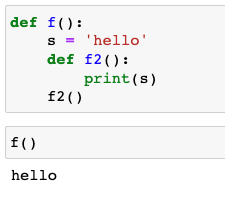 def f():
    s = 'hello'
    def f2():
        print(s)
    f2()
f()
hello